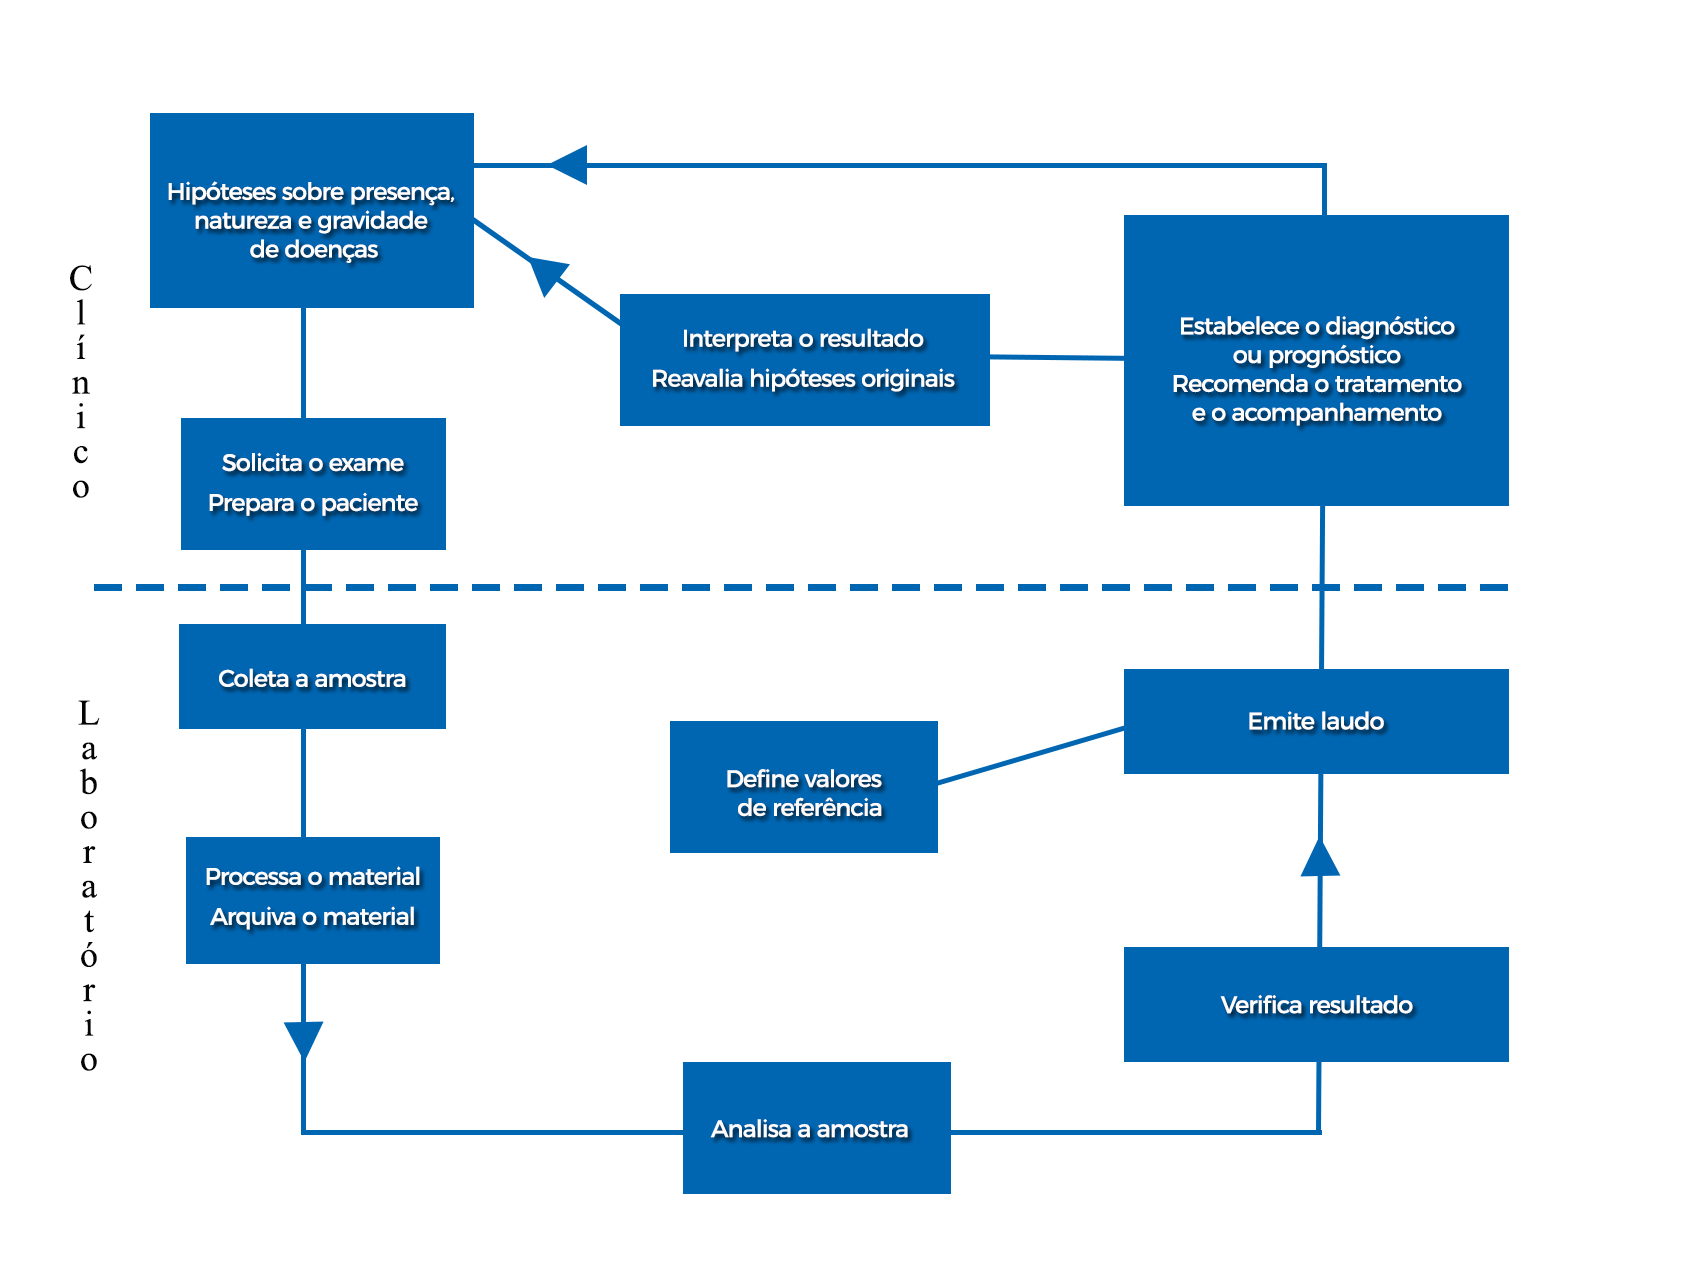 Clínico
Hipóteses sobre presença,
natureza e gravidade
de doenças
Interpreta o resultado
Reavalia hipóteses originais
Estabelece o diagnóstico
ou prognóstico
Recomenda o tratamento
e o acompanhamento
Solicita o exame
Prepara o paciente
Laboratório
Coleta a amostra
Emite laudo
Define valores
de referência
Processa o material
Arquiva o material
Verifica resultado
Analisa a amostra